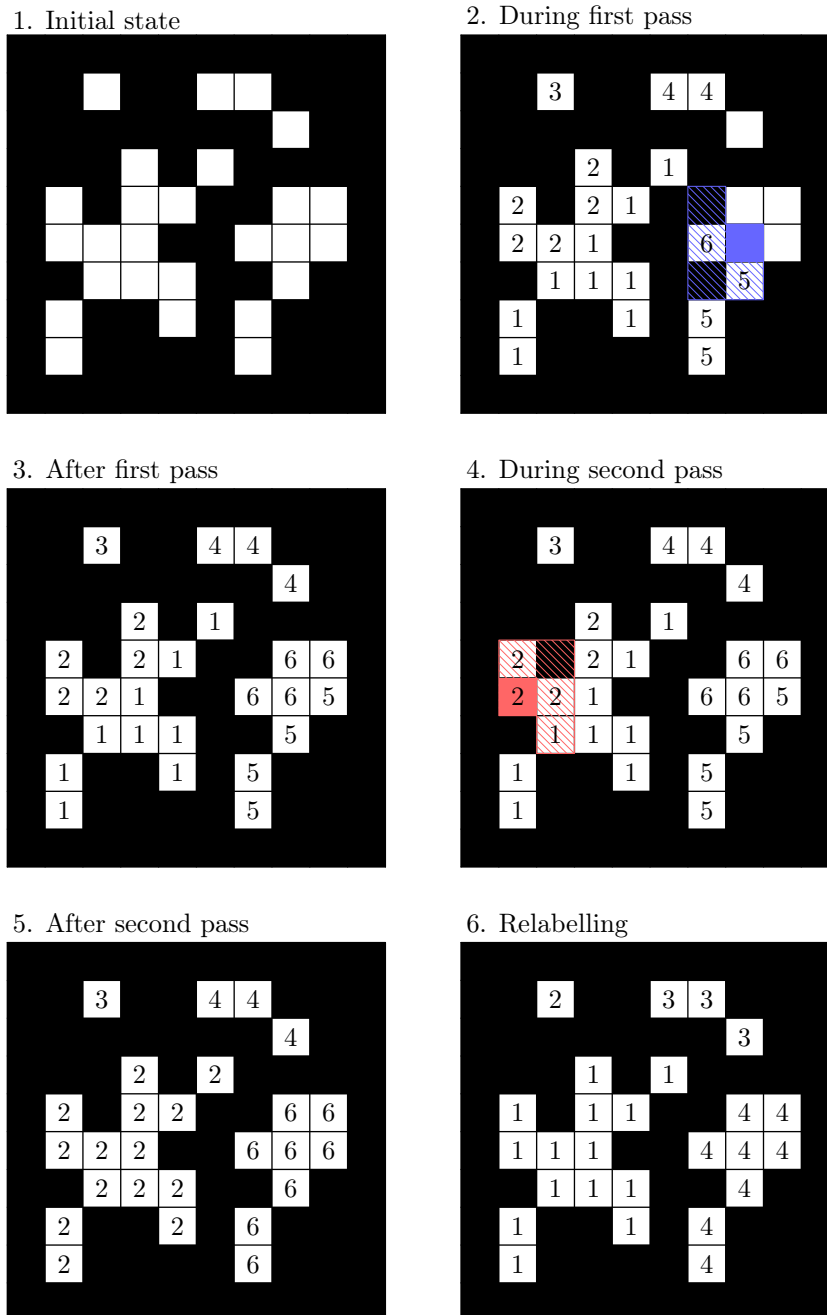 1. Initial state
2. During first pass
3 4 4
2 1
2 2 1
2 2 1 6
1 1 1 5
1 1 5
1 5
3. After first pass
3 4 4
4
2 1
2 2 1 6 6
2 2 1 6 6 5
1 1 1 5
1 1 5
1 5
4. During second pass
3 4 4
4
2 1
2 2 1 6 6
2 2 1 6 6 5
1 1 1 5
1 1 5
1 5
5. After second pass
3 4 4
4
2 2
2 2 2 6 6
2 2 2 6 6 6
2 2 2 6
2 2 6
2 6
6. Relabelling
2 3 3
3
1 1
1 1 1 4 4
1 1 1 4 4 4
1 1 1 4
1 1 4
1 4